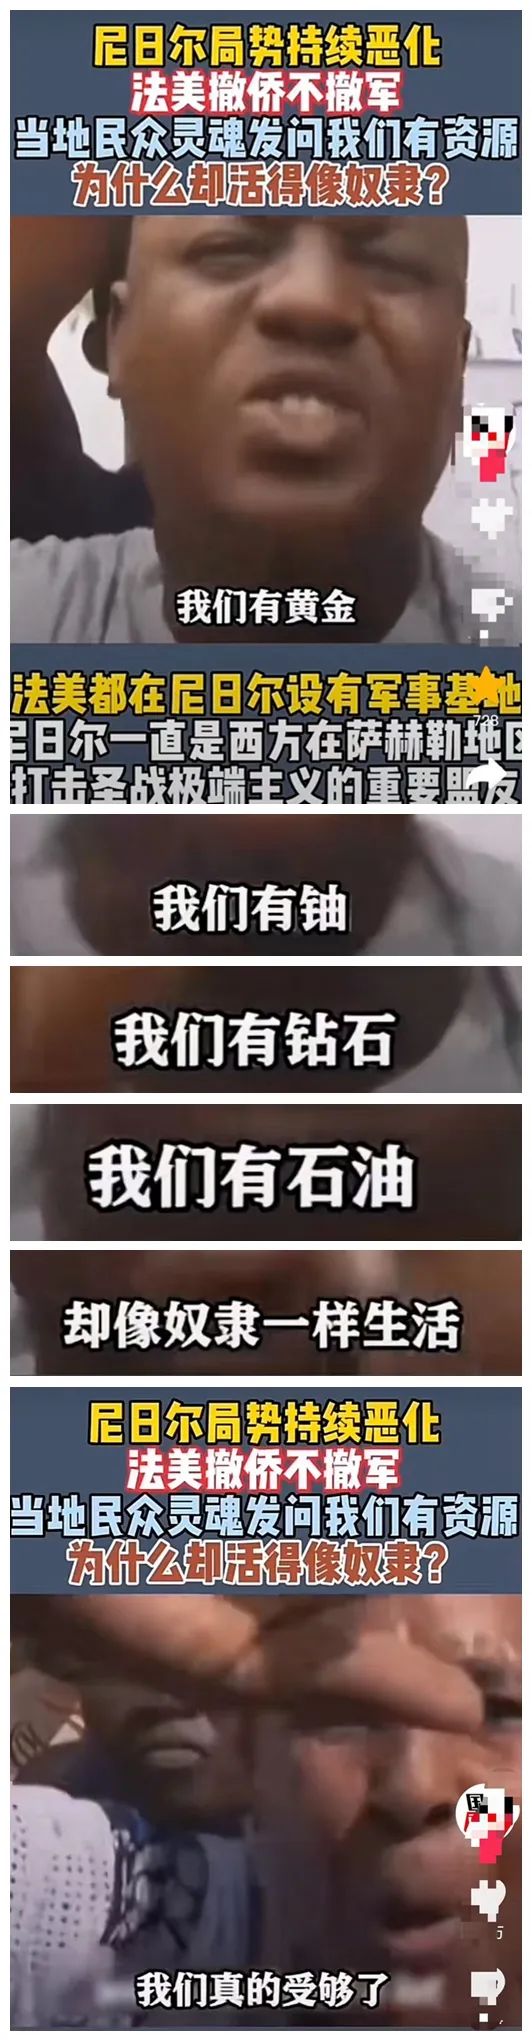 尼日尔局势持续恶化
法美撤侨不撤军
当地民众灵魂发问我们有资源
为什么却活得像奴隶？
我们有黄金
法美都在尼日尔设有军事基地
728
尼日尔一直是西方在萨赫勒地区
打击圣战极端主义的重要盟友
我们有铀
我们有钻石
我们有石油
却像奴隶一样生活
尼日尔局势持续恶化
法美撤侨不撤军
当地民众灵魂发问我们有资源
为什么却活得像奴隶？
我们真的受够了